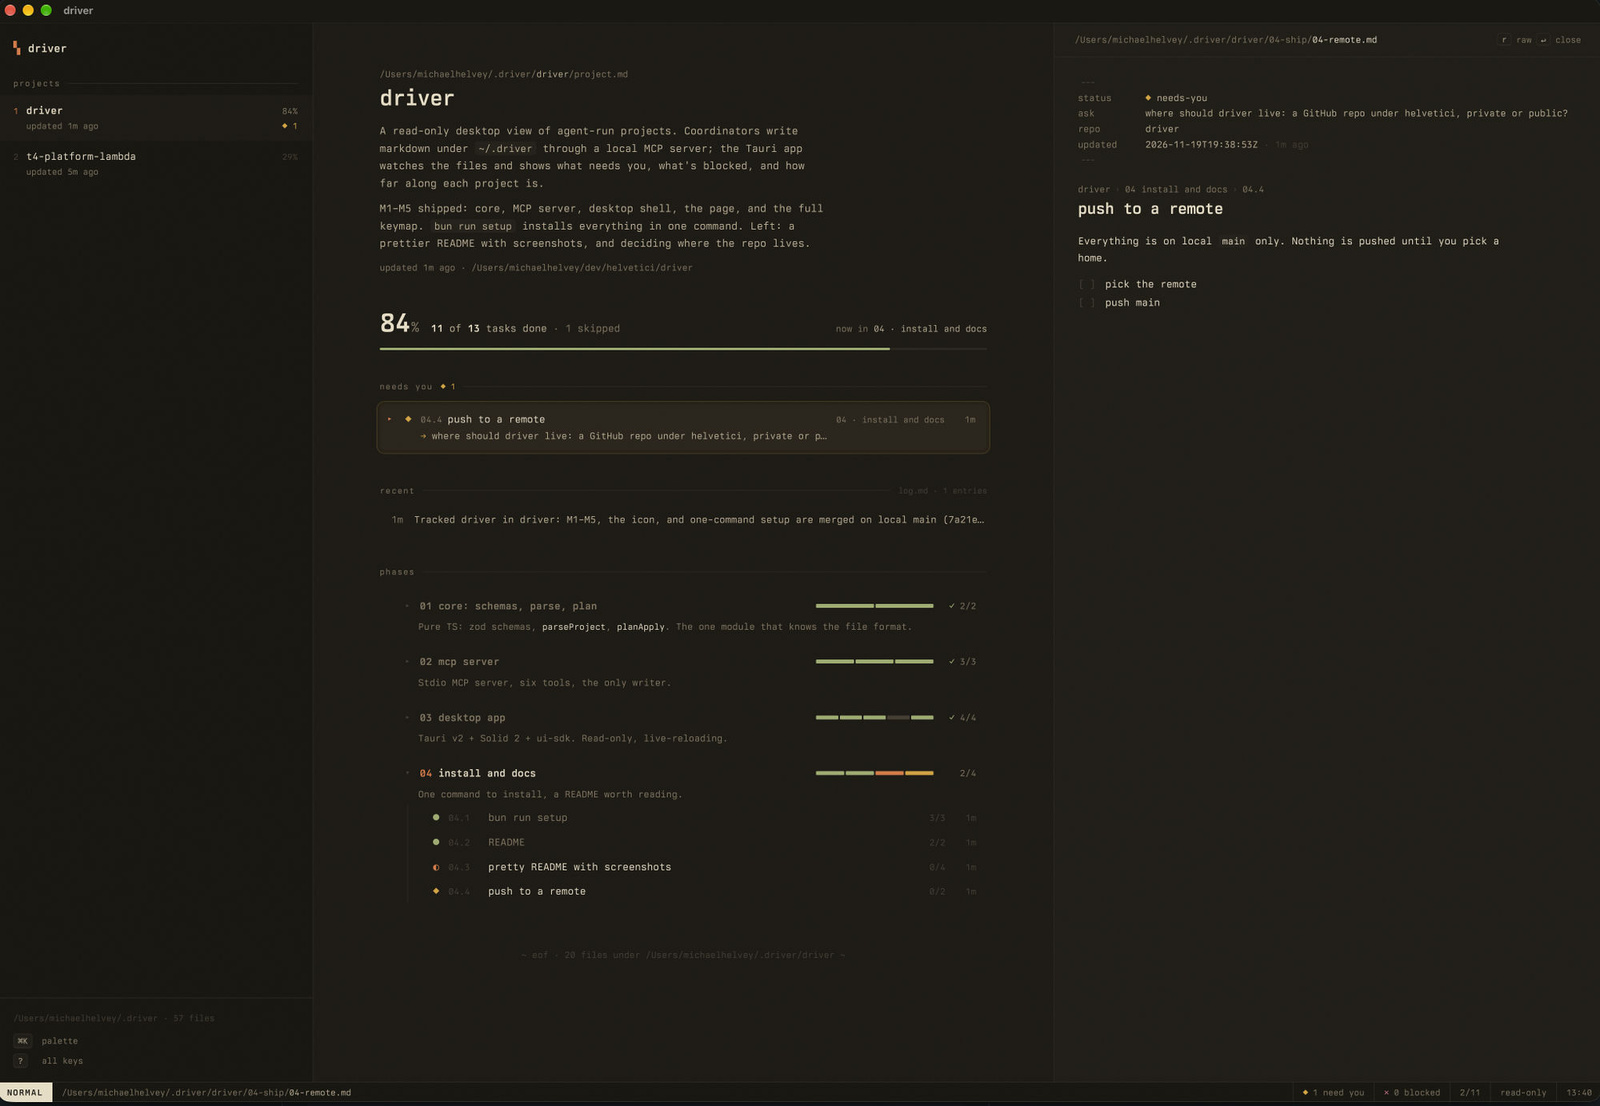 driver
driver
projects
1 driver 84%
updated 1m ago ◆ 1
2 t4-platform-lambda 29%
updated 5m ago
/Users/michaelhelvey/.driver · 37 files
⌘K palette
? all keys
/Users/michaelhelvey/.driver/driver/project.md
driver
A read-only desktop view of agent-run projects. Coordinators write
markdown under ~/.driver through a local MCP server; the Tauri app
watches the files and shows what needs you, what's blocked, and how
far along each project is.
M1–M5 shipped: core, MCP server, desktop shell, the page, and the full
keymap. bun run setup installs everything in one command. Left: a
prettier README with screenshots, and deciding where the repo lives.
updated 1m ago · /Users/michaelhelvey/dev/helvetici/driver
84% 11 of 13 tasks done · 1 skipped now in 04 · install and docs
needs you ◆ 1
▸ ◆ 04.4 push to a remote 04 · install and docs 1m
→ where should driver live: a GitHub repo under helvetici, private or p…
recent log.md · 1 entries
1m Tracked driver in driver: M1–M5, the icon, and one-command setup are merged on local main (7a21e…
phases
01 core: schemas, parse, plan ✓ 2/2
Pure TS: zod schemas, parseProject, planApply. The one module that knows the file format.
02 mcp server ✓ 3/3
Stdio MCP server, six tools, the only writer.
03 desktop app ✓ 4/4
Tauri v2 + Solid 2 + ui-sdk. Read-only, live-reloading.
04 install and docs 2/4
One command to install, a README worth reading.
● 04.1 bun run setup 3/3 1m
● 04.2 README 2/2 1m
◐ 04.3 pretty README with screenshots 0/4 1m
◆ 04.4 push to a remote 0/2 1m
~ eof · 20 files under /Users/michaelhelvey/.driver/driver ~
/Users/michaelhelvey/.driver/driver/04-ship/04-remote.md r raw ↵ close
---
status ◆ needs-you
ask where should driver live: a GitHub repo under helvetici, private or public?
repo driver
updated 2026-11-19T19:38:53Z · 1m ago
---
driver · 04 install and docs · 04.4
push to a remote
Everything is on local main only. Nothing is pushed until you pick a
home.
[ ] pick the remote
[ ] push main
NORMAL /Users/michaelhelvey/.driver/driver/04-ship/04-remote.md ◆ 1 need you × 0 blocked 2/11 read-only 13:40